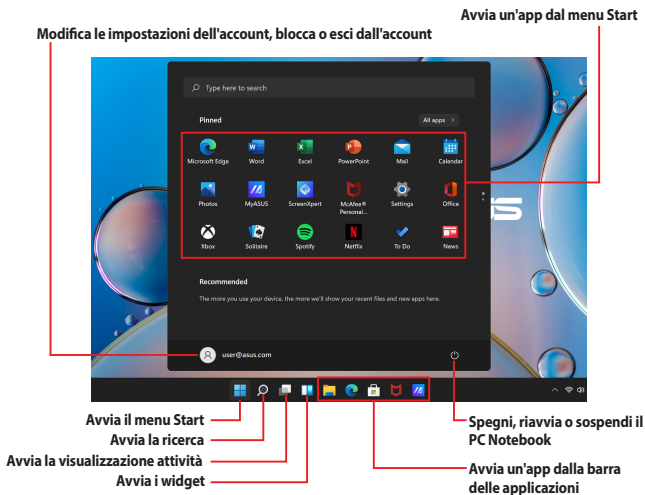 Avvia un'app dal menu Start
Modifica le impostazioni dell'account, blocca o esci dall'account
Type here to search
Pinned
All apps
Microsoft Edge Word Excel PowerPoint Mail Calendar
Photos MyASUS ScreenXpert McAfee® Personal... Settings Office
Xbox Solitaire Spotify Netflix To Do News
Recommended
The more you use your device, the more we'll show your recent files and new apps here.
user@asus.com
Avvia il menu Start
Avvia la ricerca
Avvia la visualizzazione attività
Avvia i widget
Spegni, riavvia o sospendi il
PC Notebook
Avvia un'app dalla barra
delle applicazioni